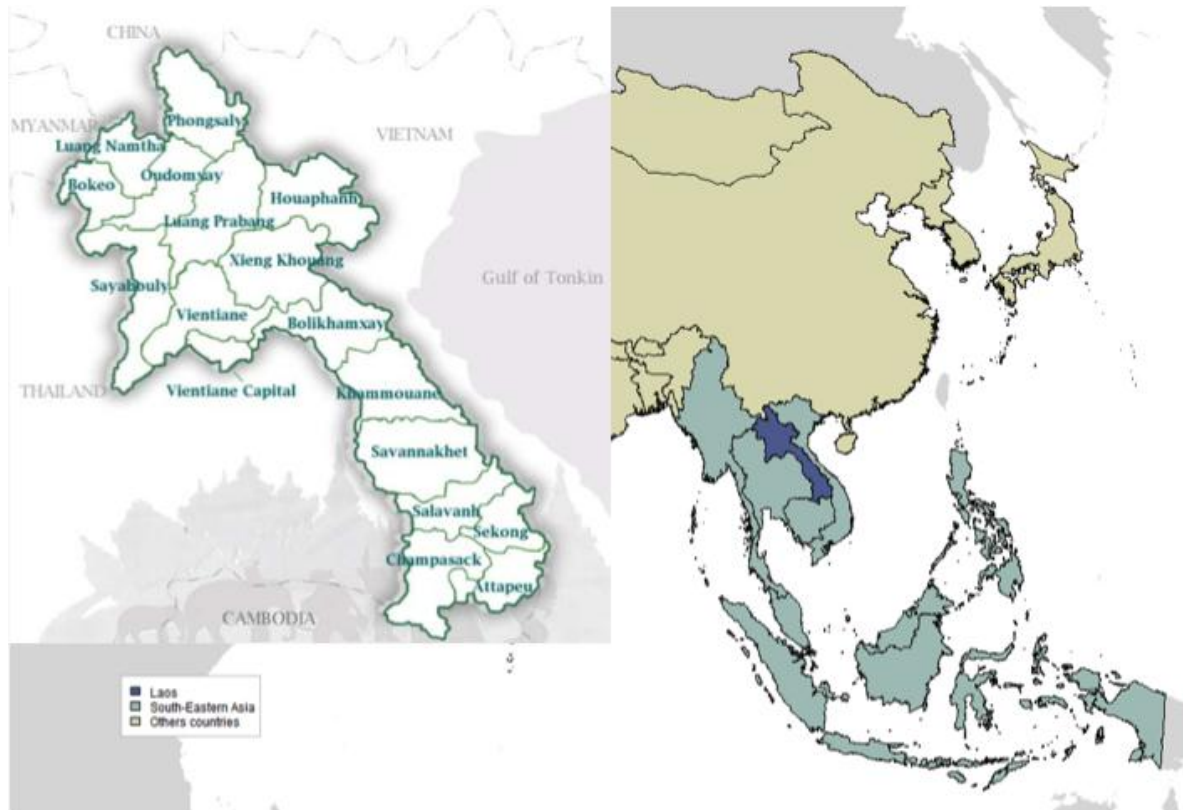 CHINA
Phongsaly
MYANMAR
VIETNAM
Luang Namtha
Oudomxay
Bokeo
Houaphanh
Luang Prabang
Xieng Khouang
Gulf of Tonkin
Sayabouly
Vientiane
Bolikhamxay
THAILAND
Vientiane Capital
Khammouane
Savannakhet
Salavanh
Sekong
Champasack
Attapeu
CAMBODIA
Laos
South-Eastern Asia
Others countries